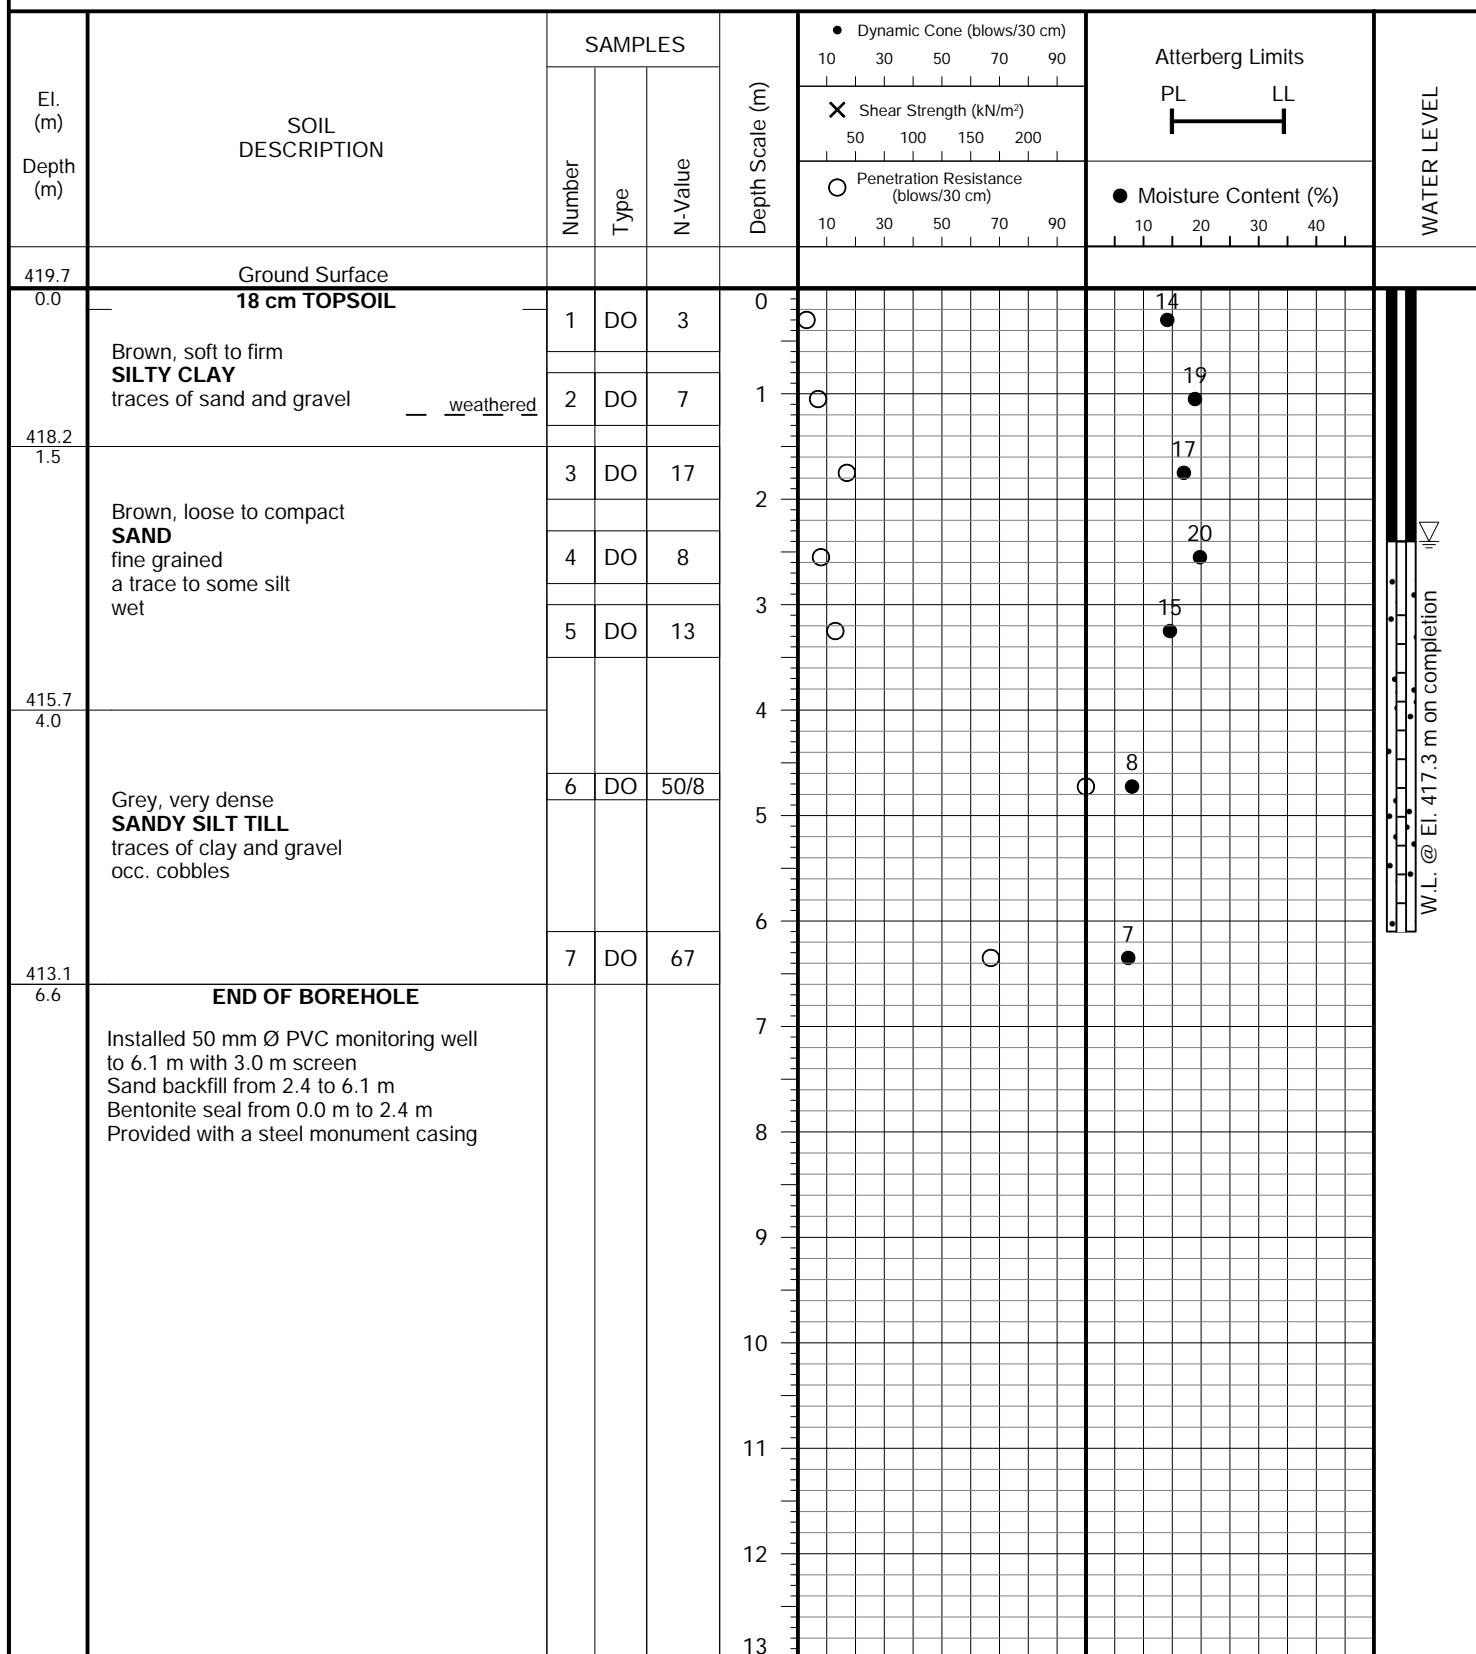 El.
(m)
Depth
(m)
SOIL
DESCRIPTION
SAMPLES
Number
Type
N-Value
Depth Scale (m)
Dynamic Cone (blows/30 cm)
10 30 50 70 90
Shear Strength (kN/m²)
50 100 150 200
Penetration Resistance
(blows/30 cm)
10 30 50 70 90
Atterberg Limits
PL LL
Moisture Content (%)
10 20 30 40
WATER LEVEL
419.7 Ground Surface
0.0 18 cm TOPSOIL 0
1 DO 3 14
Brown, soft to firm
SILTY CLAY
traces of sand and gravel
weathered
2 DO 7 1 19
418.2
1.5
3 DO 17 17
2
Brown, loose to compact
SAND
fine grained
a trace to some silt
wet
4 DO 8 20
3
5 DO 13 15
415.7
4.0
4
6 DO 50/8 8
Grey, very dense
SANDY SILT TILL
traces of clay and gravel
occ. cobbles
5
6
7 DO 67 7
413.1
6.6
W.L. @ El. 417.3 m on completion
END OF BOREHOLE
Installed 50 mm Ø PVC monitoring well
to 6.1 m with 3.0 m screen
Sand backfill from 2.4 to 6.1 m
Bentonite seal from 0.0 m to 2.4 m
Provided with a steel monument casing
7
8
9
10
11
12
13